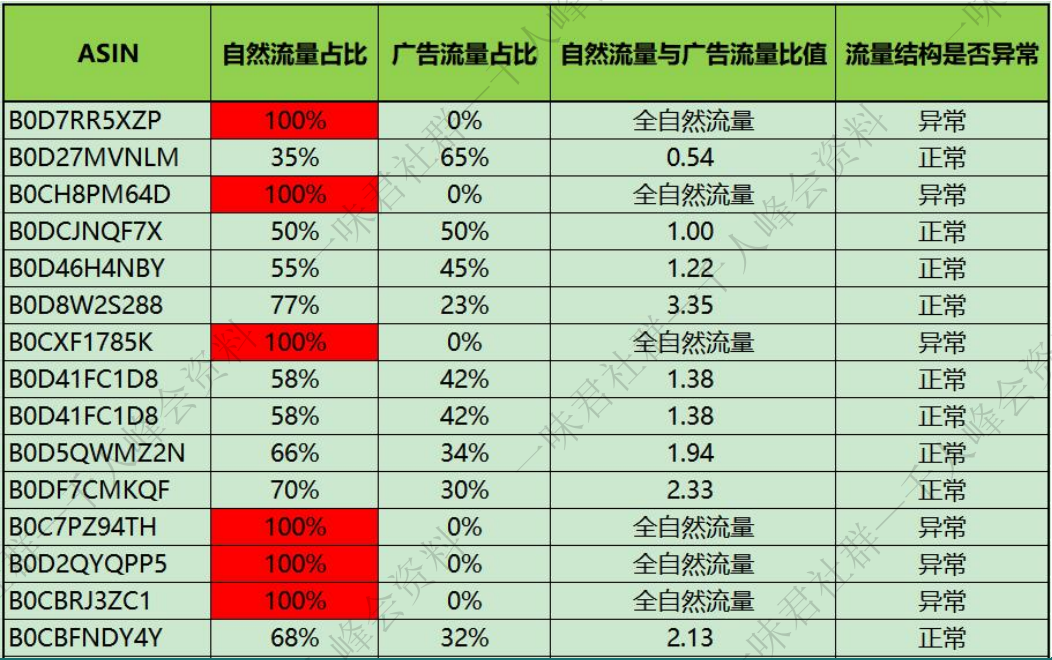 ASIN 自然流量占比 广告流量占比 自然流量与广告流量比值 流量结构是否异常
B0D7RR5XZP 100% 0% 全自然流量 异常
B0D27MVNLM 35% 65% 0.54 正常
B0CH8PM64D 100% 0% 全自然流量 异常
B0DCJNQF7X 50% 50% 1.00 正常
B0D46H4NBY 55% 45% 1.22 正常
B0D8W2S288 77% 23% 3.35 正常
B0CXF1785K 100% 0% 全自然流量 异常
B0D41FC1D8 58% 42% 1.38 正常
B0D41FC1D8 58% 42% 1.38 正常
B0D5QWMZ2N 66% 34% 1.94 正常
B0DF7CMKQF 70% 30% 2.33 正常
B0C7PZ94TH 100% 0% 全自然流量 异常
B0D2QYQPP5 100% 0% 全自然流量 异常
B0CBRJ3ZC1 100% 0% 全自然流量 异常
B0CBFNDY4Y 68% 32% 2.13 正常
一味君社群—千人峰会资料